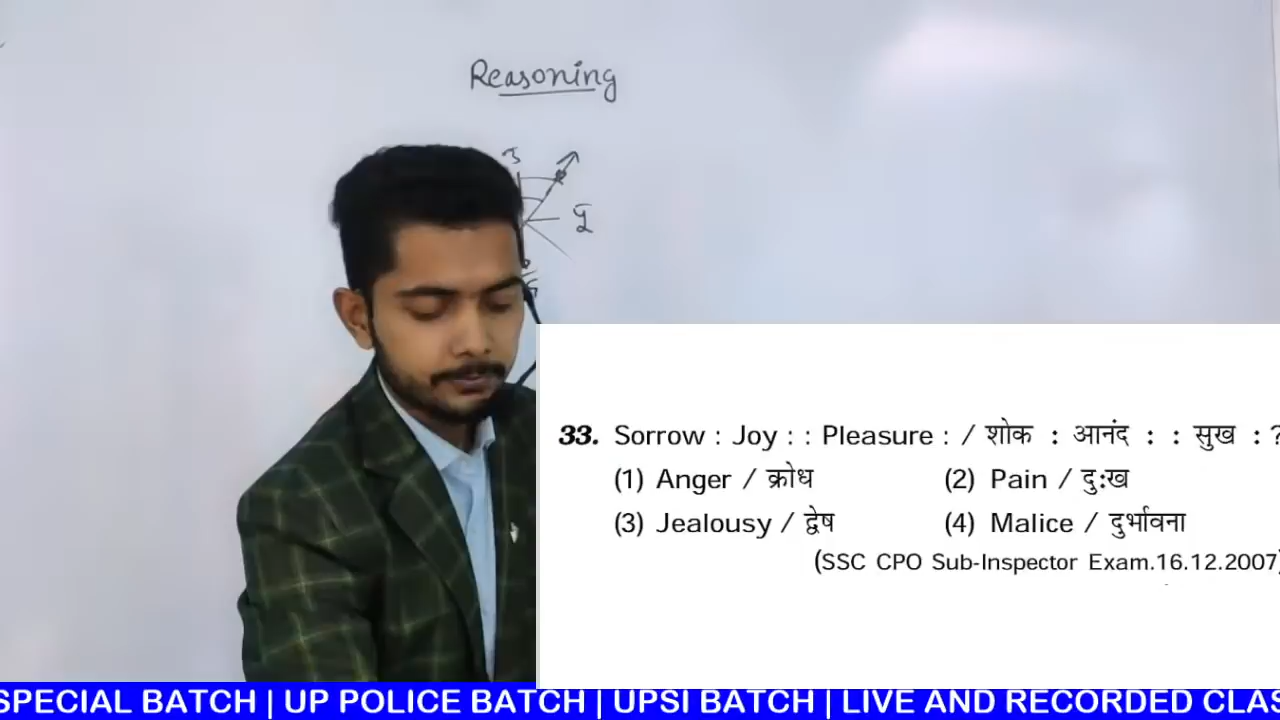 Reasoning
33. Sorrow : Joy : : Pleasure : / शोक : आनंद : : सुख : ?
(1) Anger / क्रोध (2) Pain / दुःख
(3) Jealousy / द्वेष (4) Malice / दुर्भावना
(SSC CPO Sub-Inspector Exam.16.12.2007)
SPECIAL BATCH | UP POLICE BATCH | UPSI BATCH | LIVE AND RECORDED CLAS